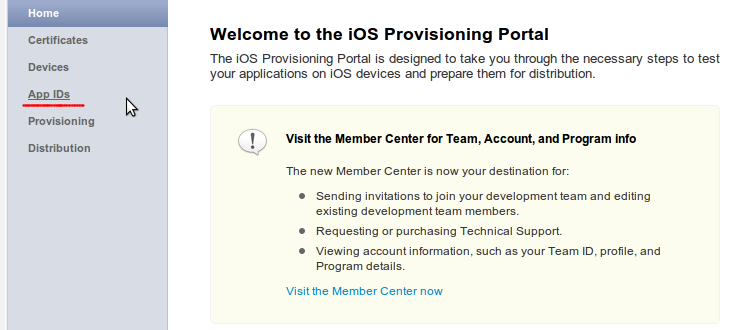 Home
Certificates
Devices
App IDs
Provisioning
Distribution
Welcome to the iOS Provisioning Portal
The iOS Provisioning Portal is designed to take you through the necessary steps to test
your applications on iOS devices and prepare them for distribution.
Visit the Member Center for Team, Account, and Program info
The new Member Center is now your destination for:
Sending invitations to join your development team and editing
existing development team members.
Requesting or purchasing Technical Support.
Viewing account information, such as your Team ID, profile, and
Program details.
Visit the Member Center now